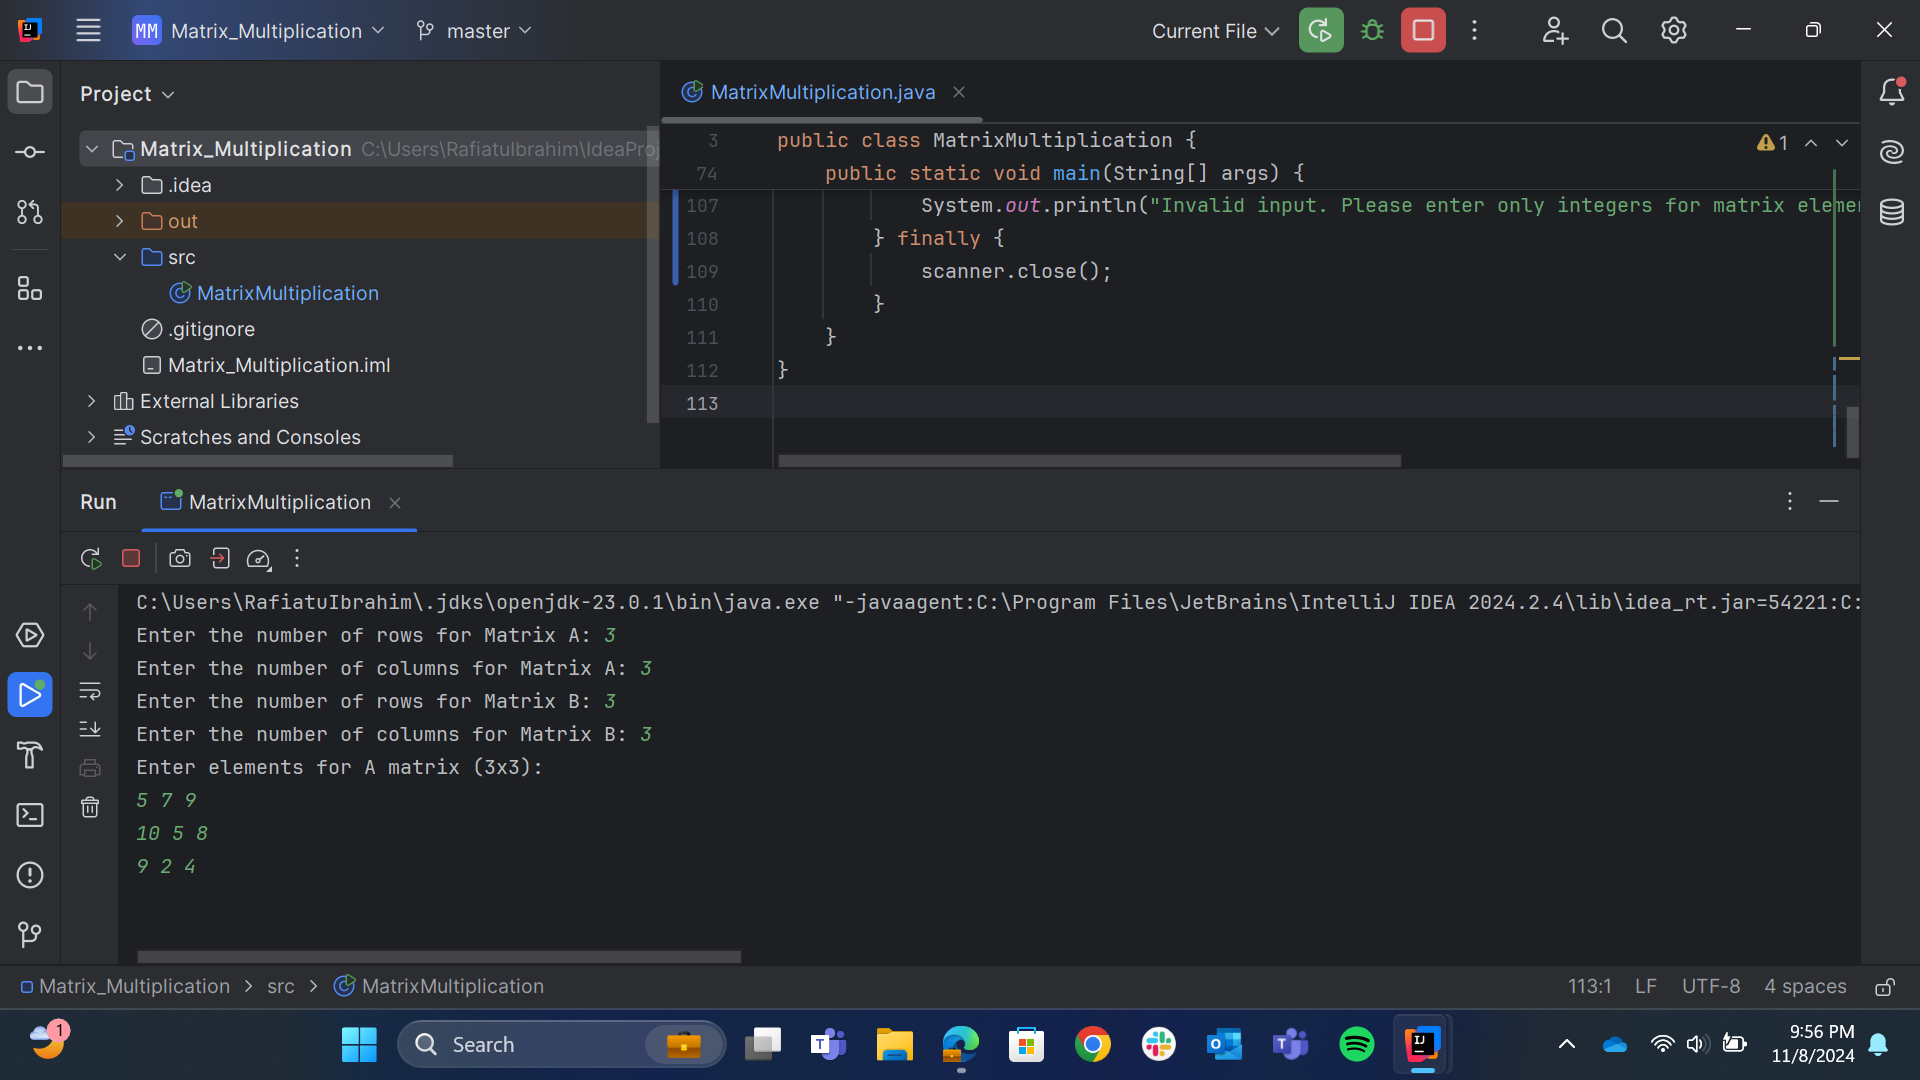 MM Matrix_Multiplication master Current File
Project
Matrix_Multiplication C:\Users\RafiatuIbrahim\IdeaProj
.idea
out
src
MatrixMultiplication
.gitignore
Matrix_Multiplication.iml
External Libraries
Scratches and Consoles
MatrixMultiplication.java
3 public class MatrixMultiplication {
1
74 public static void main(String[] args) {
107 System.out.println("Invalid input. Please enter only integers for matrix elemen
108 } finally {
109 scanner.close();
110 }
111 }
112 }
113
Run MatrixMultiplication
C:\Users\RafiatuIbrahim\.jdks\openjdk-23.0.1\bin\java.exe "-javaagent:C:\Program Files\JetBrains\IntelliJ IDEA 2024.2.4\lib\idea_rt.jar=54221:C:
Enter the number of rows for Matrix A: 3
Enter the number of columns for Matrix A: 3
Enter the number of rows for Matrix B: 3
Enter the number of columns for Matrix B: 3
Enter elements for A matrix (3x3):
5 7 9
10 5 8
9 2 4
Matrix_Multiplication > src > MatrixMultiplication
113:1 LF UTF-8 4 spaces
1
Search
9:56 PM
11/8/2024